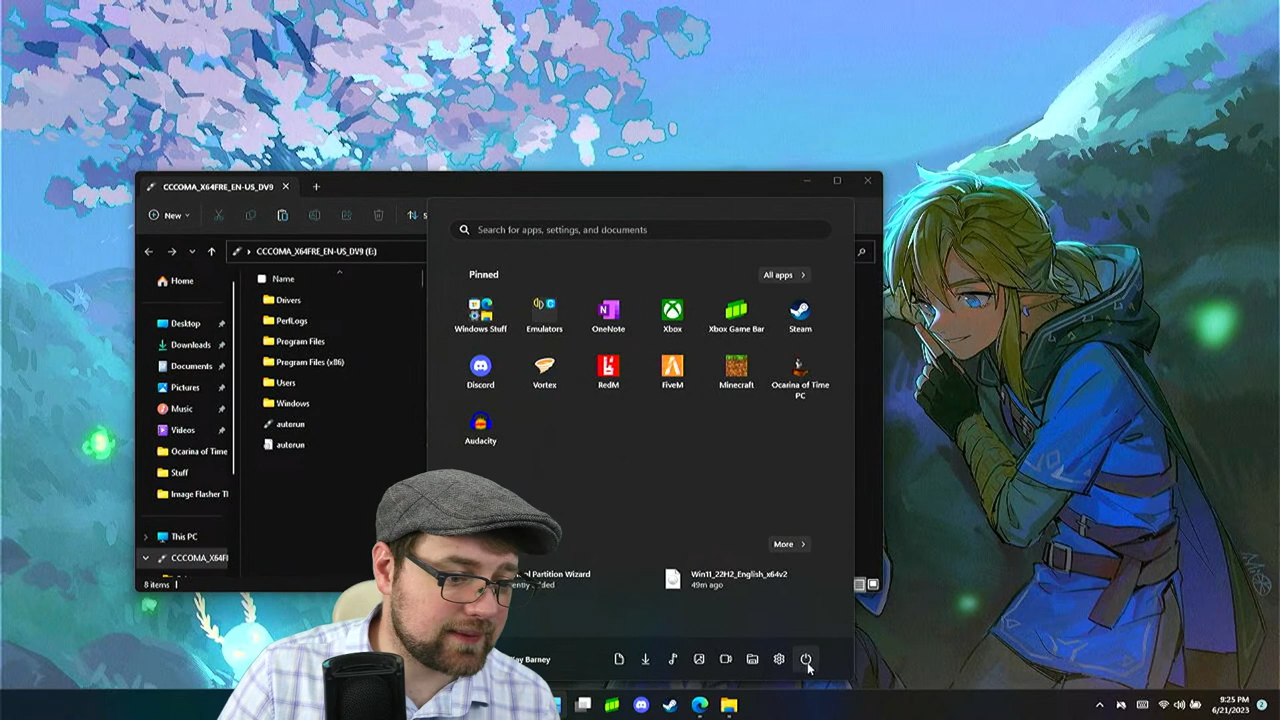 CCCOMA_X64FRE_EN-US_DV9
New
S
CCCOMA_X64FRE_EN-US_DV9 (E:)
Search for apps, settings, and documents
Home
Name
Pinned
All apps
Desktop
Downloads
Documents
Pictures
Music
Videos
Ocarina of Time
Stuff
Image Flasher Tl
This PC
CCCOMA_X64FI
Drivers
PerfLogs
Program Files
Program Files (x86)
Users
Windows
autorun
autorun
Windows Stuff
Emulators
OneNote
Xbox
Xbox Game Bar
Steam
Discord
Vortex
RedM
FiveM
Minecraft
Ocarina of Time
PC
Audacity
More
Partition Wizard
Win11_22H2_English_x64v2
49m ago
Barney
8 items
9:25 PM
6/21/2023
2